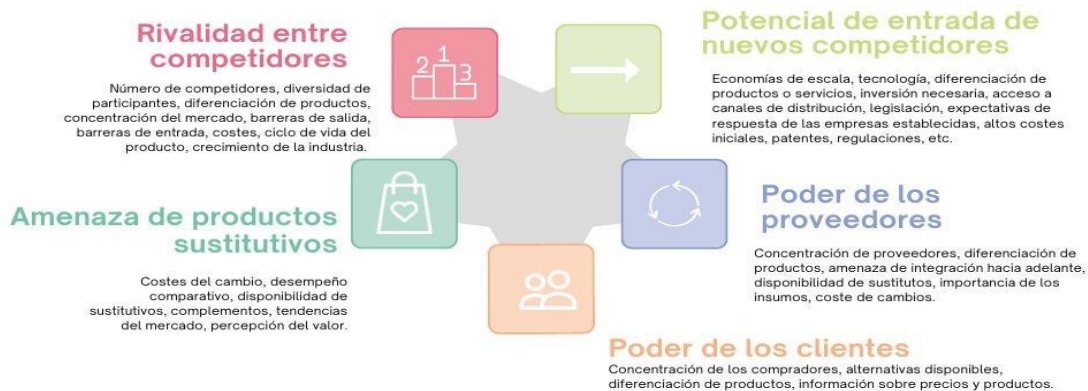 Rivalidad entre
competidores
Número de competidores, diversidad de
participantes, diferenciación de productos,
concentración del mercado, barreras de salida,
barreras de entrada, costes, ciclo de vida del
producto, crecimiento de la industria.
2 1 3
Potencial de entrada de
nuevos competidores
Economías de escala, tecnología, diferenciación de
productos o servicios, inversión necesaria, acceso a
canales de distribución, legislación, expectativas de
respuesta de las empresas establecidas, altos costes
iniciales, patentes, regulaciones, etc.
Amenaza de productos
sustitutivos
Costes del cambio, desempeño
comparativo, disponibilidad de
sustitutivos, complementos, tendencias
del mercado, percepción del valor.
Poder de los
proveedores
Concentración de proveedores, diferenciación de
productos, amenaza de integración hacia adelante,
disponibilidad de sustitutos, importancia de los
insumos, coste de cambios.
Poder de los clientes
Concentración de los compradores, alternativas disponibles,
diferenciación de productos, información sobre precios y productos.